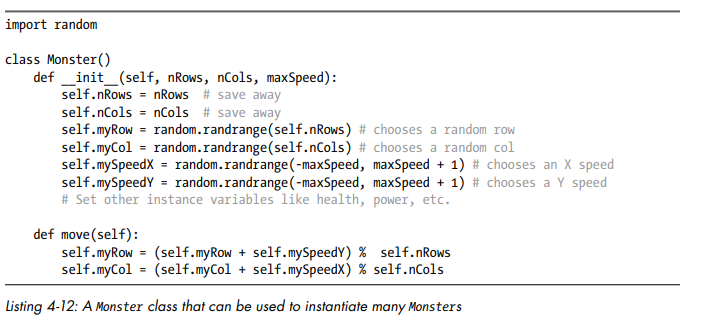 import random
class Monster()
def __init__(self, nRows, nCols, maxSpeed):
self.nRows = nRows  # save away
self.nCols = nCols  # save away
self.myRow = random.randrange(self.nRows) # chooses a random row
self.myCol = random.randrange(self.nCols) # chooses a random col
self.mySpeedX = random.randrange(-maxSpeed, maxSpeed + 1) # chooses an X speed
self.mySpeedY = random.randrange(-maxSpeed, maxSpeed + 1) # chooses a Y speed
# Set other instance variables like health, power, etc.
def move(self):
self.myRow = (self.myRow + self.mySpeedY) %  self.nRows
self.myCol = (self.myCol + self.mySpeedX) % self.nCols
Listing 4-12: A Monster class that can be used to instantiate many Monsters